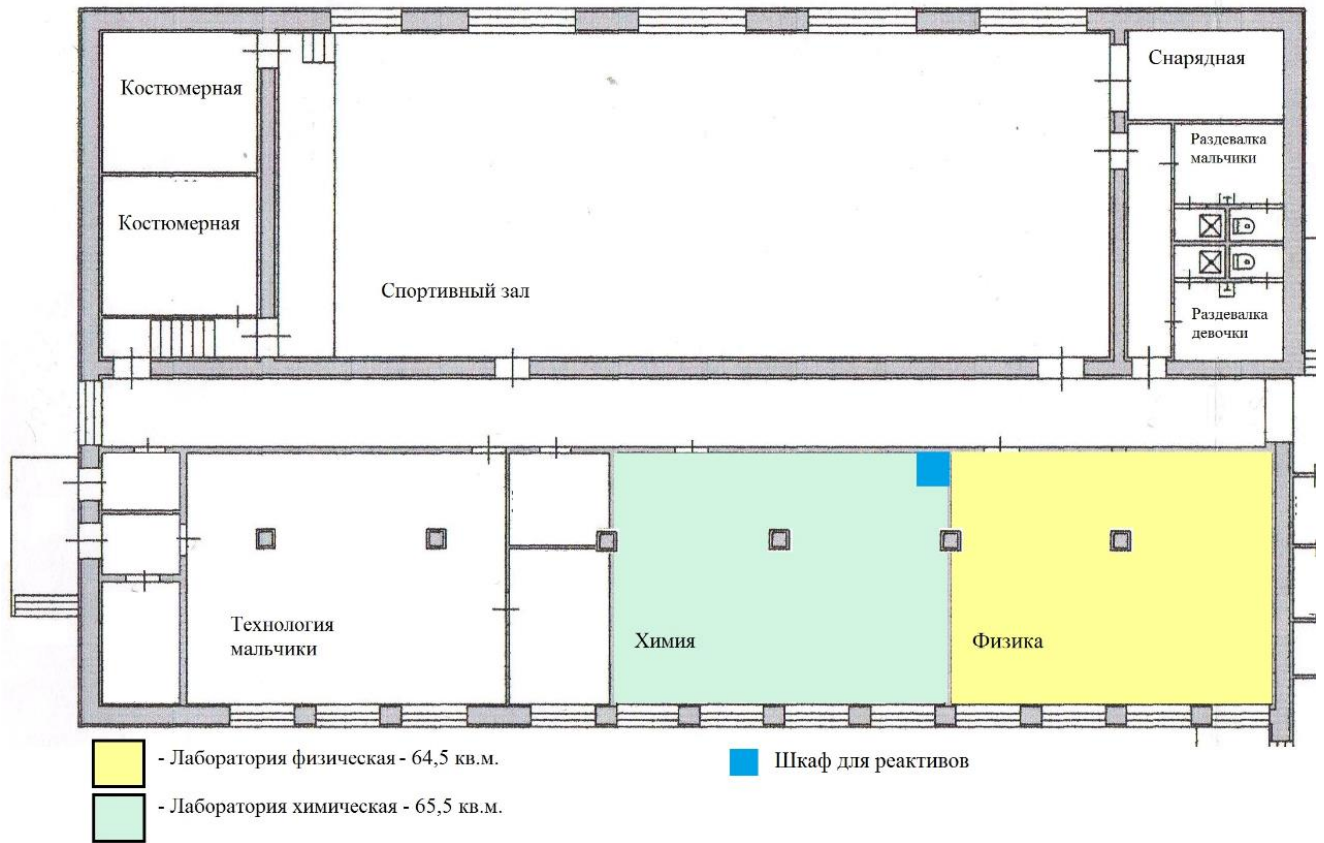 Костюмерная
Снарядная
Раздевалка
мальчики
Костюмерная
Спортивный зал
Раздевалка
девочки
Технология
мальчики
Химия
Физика
- Лаборатория физическая - 64,5 кв.м.
Шкаф для реактивов
- Лаборатория химическая - 65,5 кв.м.